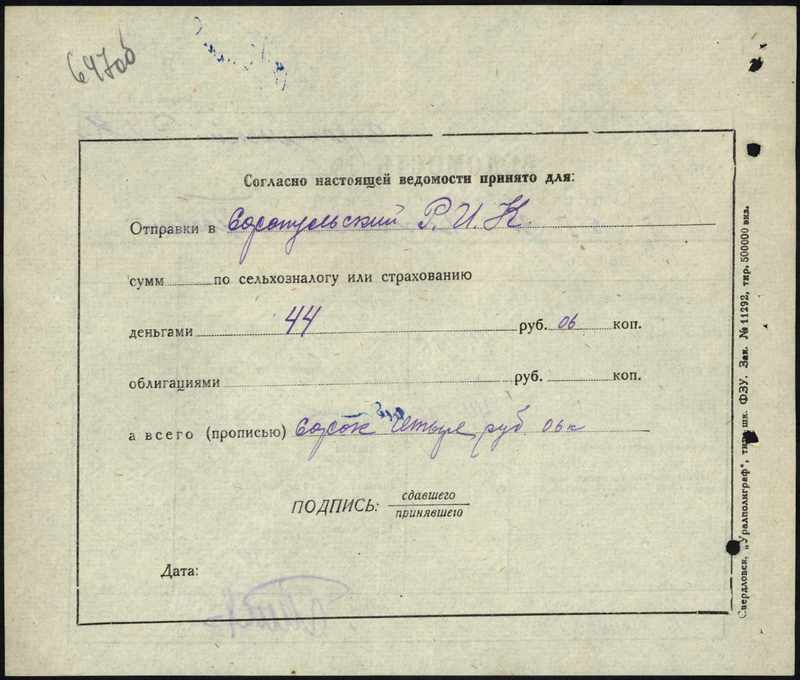 64706
Согласно настоящей ведомости принято для:
Отправки в Сарапульский Р.И.К.
сумм по сельхозналогу или страхованию
деньгами 44 руб. 06 коп.
облигациями руб. коп.
а всего (прописью) Сорок четыре руб. 06 к
ПОДПИСЬ: сдавшего
принявшего
Дата:
Свердловск, „Уралполиграф", тип. шк. ФЗУ. Зак. № 11292, тир. 500000 экз.